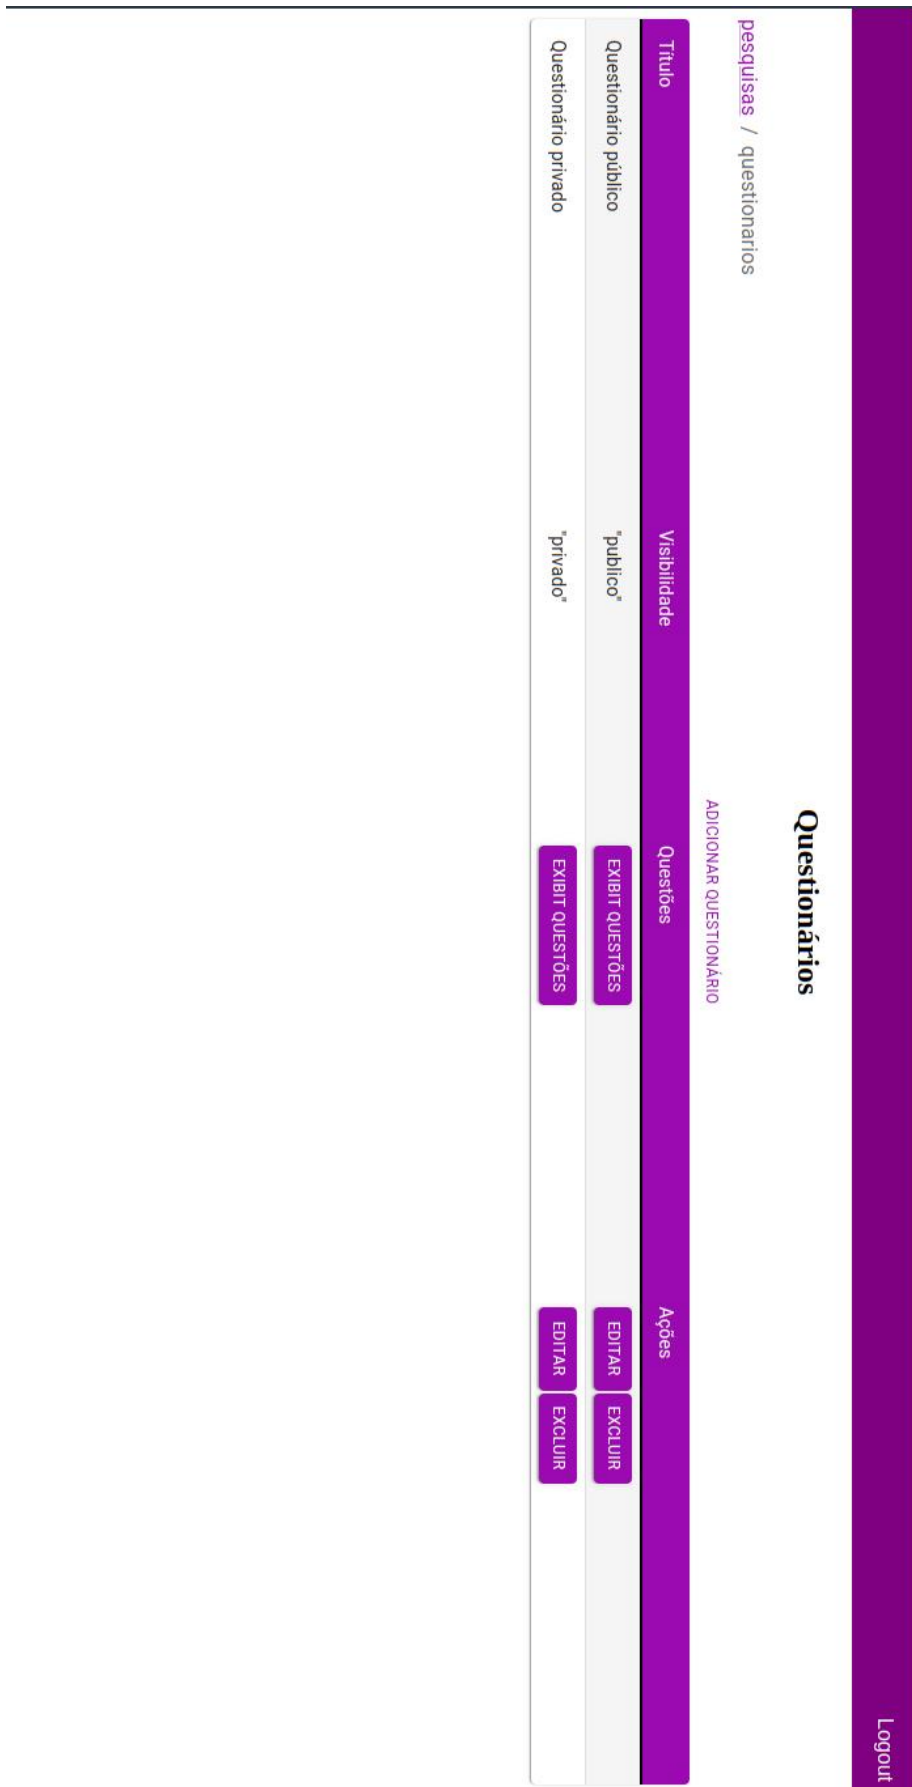 Logout
Questionários
pesquisas / questionarios
ADICIONAR QUESTIONÁRIO
Título Visibilidade Questões Ações
Questionário público "publico" EXIBIT QUESTÕES EDITAR EXCLUIR
Questionário privado "privado" EXIBIT QUESTÕES EDITAR EXCLUIR